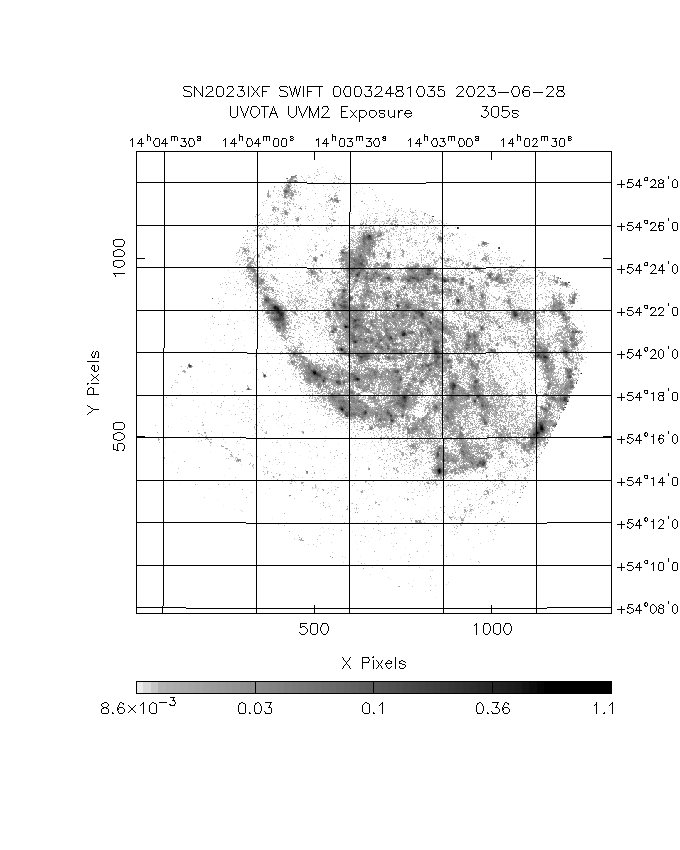 SN2023IXF SWIFT 00032481035 2023-06-28
UVOTA UVM2 Exposure 305s
14ʰ04ᵐ30ˢ 14ʰ04ᵐ00ˢ 14ʰ03ᵐ30ˢ 14ʰ03ᵐ00ˢ 14ʰ02ᵐ30ˢ
+54°28'0
+54°26'0
1000
+54°24'0
+54°22'0
+54°20'0
Y Pixels
+54°18'0
500
+54°16'0
+54°14'0
+54°12'0
+54°10'0
+54°08'0
500 1000
X Pixels
8.6×10⁻³ 0.03 0.1 0.36 1.1